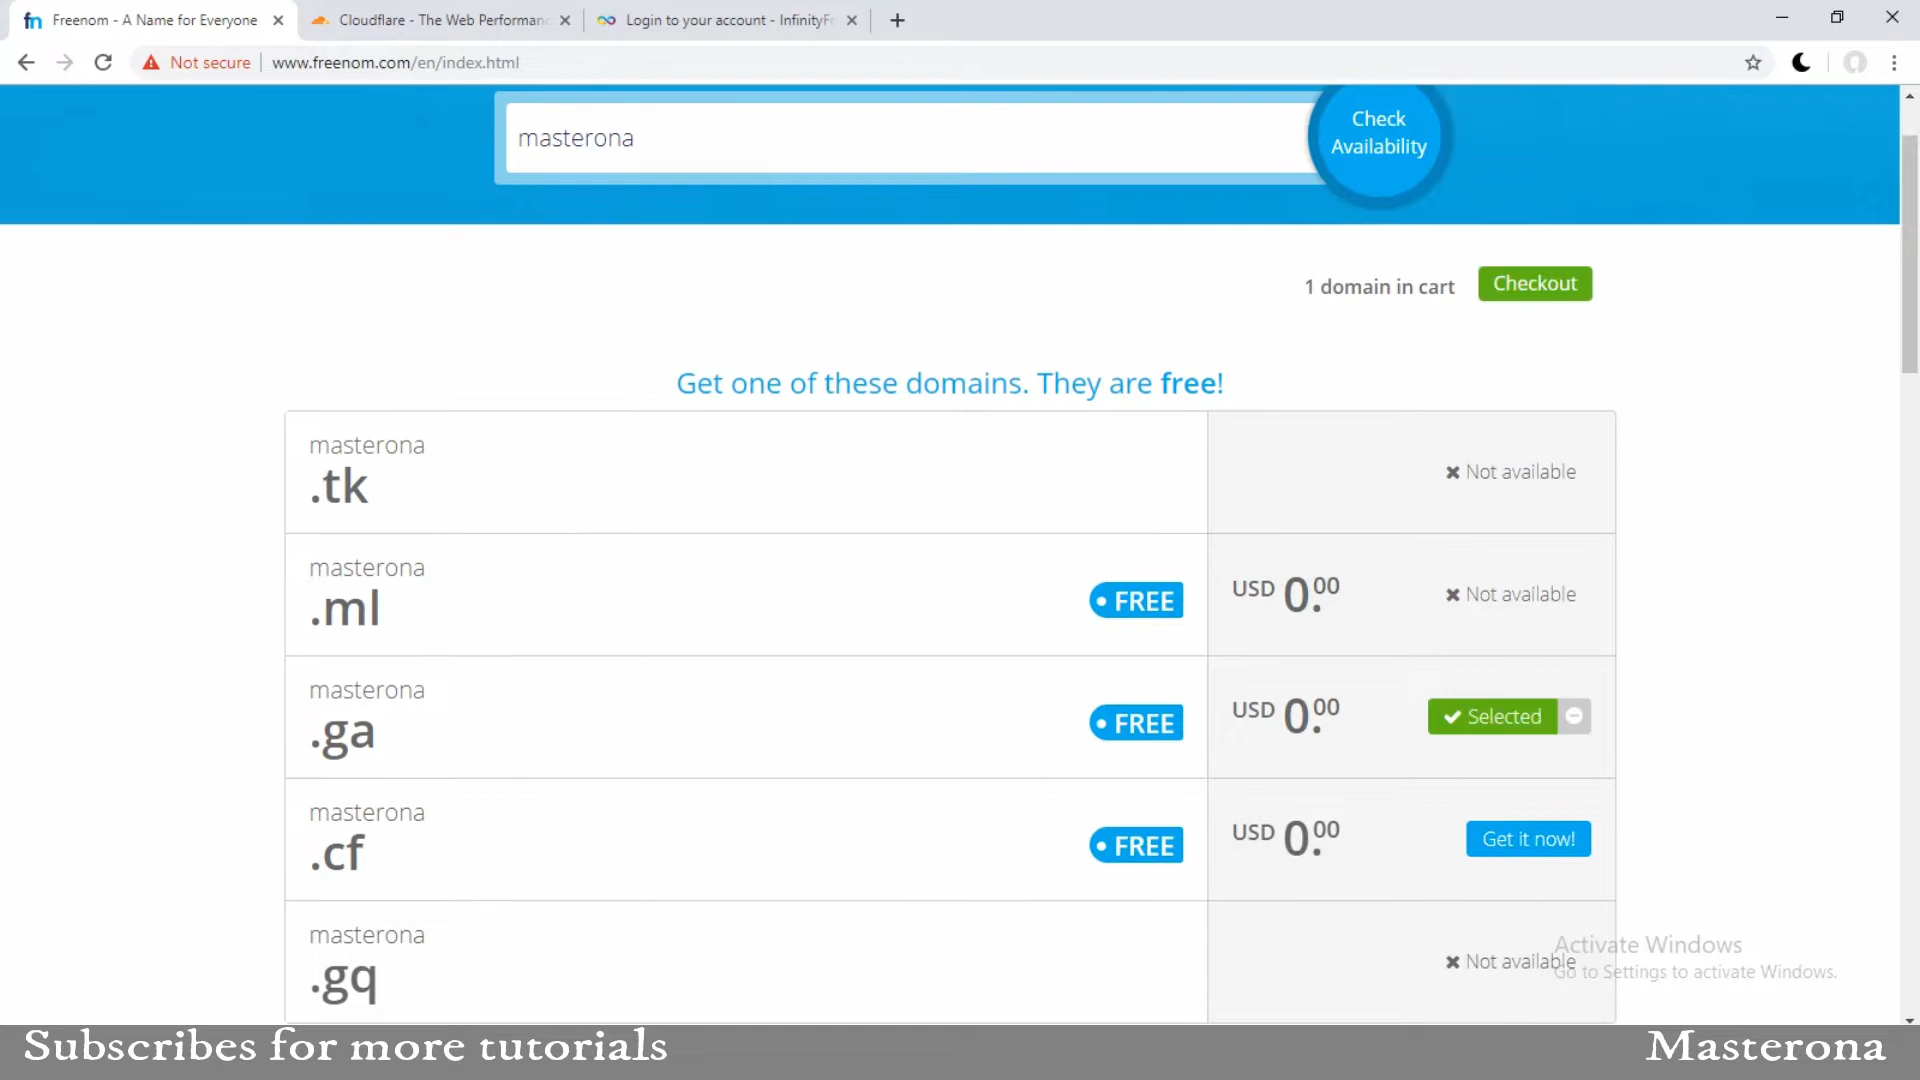 Freenom - A Name for Everyone
Cloudflare - The Web Performanc
Login to your account - InfinityFr
Not secure
www.freenom.com/en/index.html
masterona
Check
Availability
1 domain in cart
Checkout
Get one of these domains. They are free!
masterona
.tk
Not available
masterona
.ml
FREE
USD 0.00
Not available
masterona
.ga
FREE
USD 0.00
Selected
masterona
.cf
FREE
USD 0.00
Get it now!
masterona
.gq
Not available
Activate Windows
Go to Settings to activate Windows.
Subscribes for more tutorials
Masterona